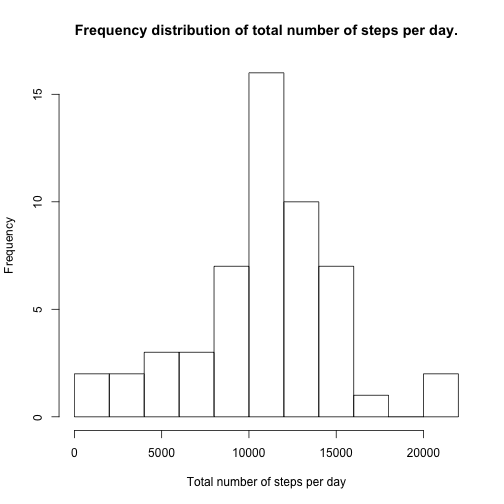 Frequency distribution of total number of steps per day.
Frequency
15
10
5
0
0 5000 10000 15000 20000
Total number of steps per day